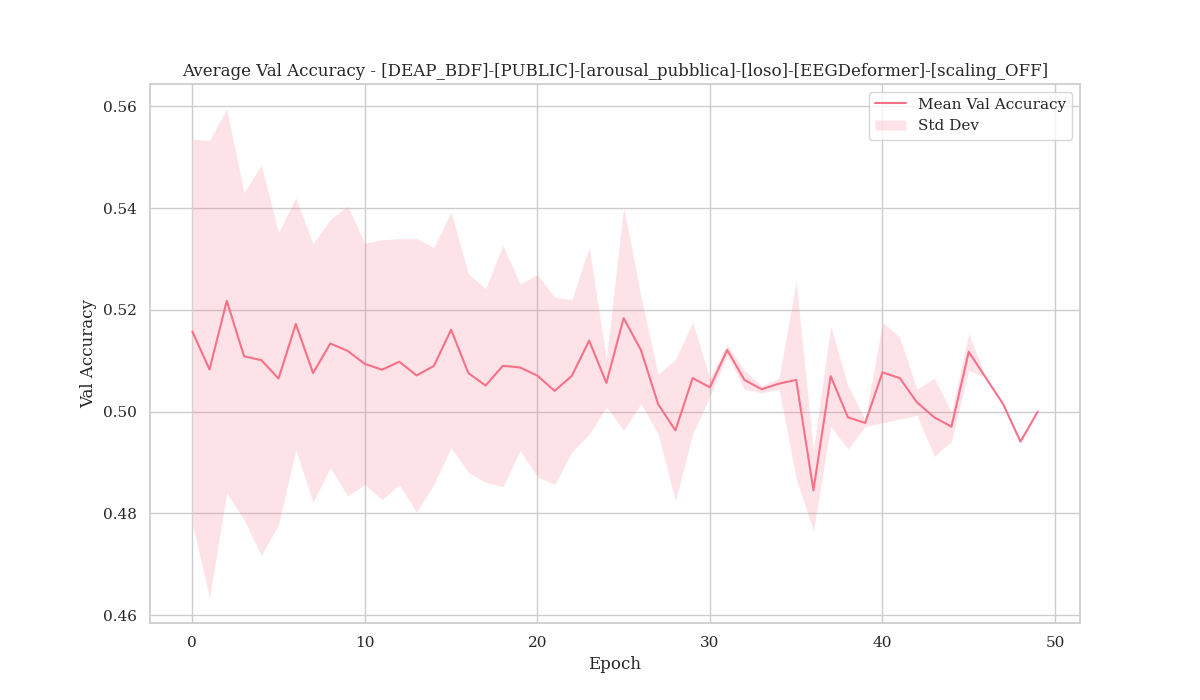 Average Val Accuracy - [DEAP_BDF]-[PUBLIC]-[arousal_pubblica]-[loso]-[EEGDeformer]-[scaling_OFF]
Mean Val Accuracy
Std Dev
Val Accuracy
0.56
0.54
0.52
0.50
0.48
0.46
0
10
20
30
40
50
Epoch